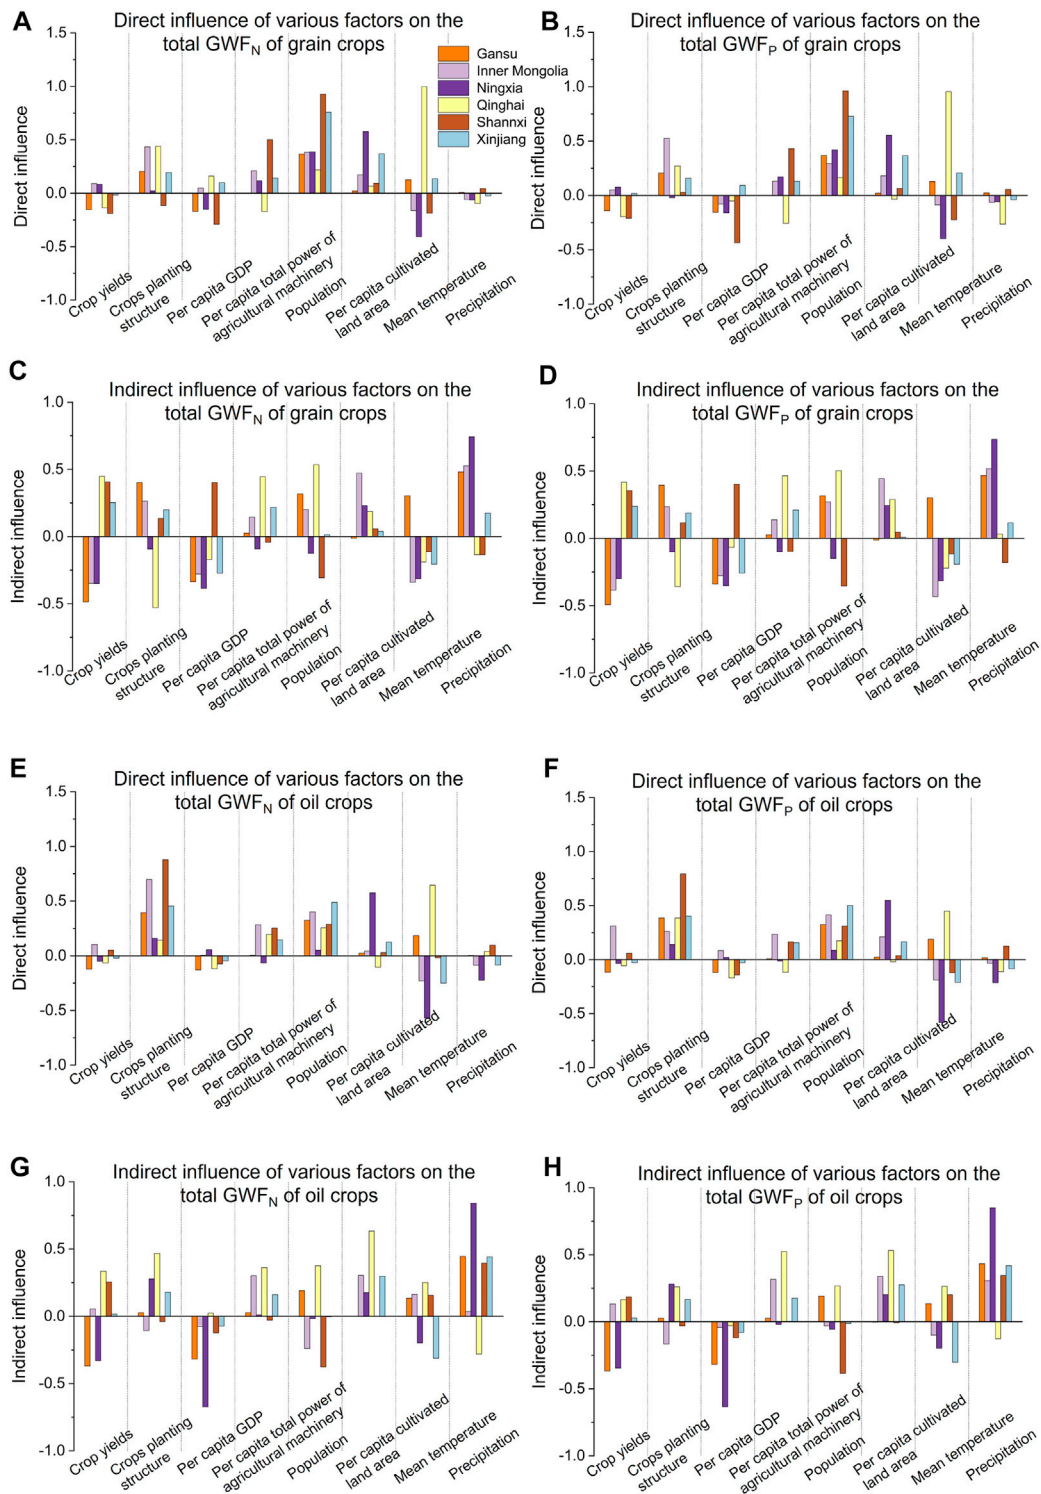 A
Direct influence of various factors on the
total GWFN of grain crops
1.5
1.0
0.5
0.0
-0.5
-1.0
Direct influence
Gansu
Inner Mongolia
Ningxia
Qinghai
Shannxi
Xinjiang
Crop yields
Crops planting
structure
Per capita GDP
Per capita total power of
agricultural machinery
Population
Per capita cultivated
land area
Mean temperature
Precipitation
B
Direct influence of various factors on the
total GWFP of grain crops
1.5
1.0
0.5
0.0
-0.5
-1.0
Direct influence
Crop yields
Crops planting
structure
Per capita GDP
Per capita total power of
agricultural machinery
Population
Per capita cultivated
land area
Mean temperature
Precipitation
C
Indirect influence of various factors on the
total GWFN of grain crops
1.0
0.5
0.0
-0.5
-1.0
Indirect influence
Crop yields
Crops planting
structure
Per capita GDP
Per capita total power of
agricultural machinery
Population
Per capita cultivated
land area
Mean temperature
Precipitation
D
Indirect influence of various factors on the
total GWFP of grain crops
1.0
0.5
0.0
-0.5
-1.0
Indirect influence
Crop yields
Crops planting
structure
Per capita GDP
Per capita total power of
agricultural machinery
Population
Per capita cultivated
land area
Mean temperature
Precipitation
E
Direct influence of various factors on the
total GWFN of oil crops
1.5
1.0
0.5
0.0
-0.5
-1.0
Direct influence
Crop yields
Crops planting
structure
Per capita GDP
Per capita total power of
agricultural machinery
Population
Per capita cultivated
land area
Mean temperature
Precipitation
F
Direct influence of various factors on the
total GWFP of oil crops
1.5
1.0
0.5
0.0
-0.5
-1.0
Direct influence
Crop yields
Crops planting
structure
Per capita GDP
Per capita total power of
agricultural machinery
Population
Per capita cultivated
land area
Mean temperature
Precipitation
G
Indirect influence of various factors on the
total GWFN of oil crops
1.0
0.5
0.0
-0.5
-1.0
Indirect influence
Crop yields
Crops planting
structure
Per capita GDP
Per capita total power of
agricultural machinery
Population
Per capita cultivated
land area
Mean temperature
Precipitation
H
Indirect influence of various factors on the
total GWFP of oil crops
1.0
0.5
0.0
-0.5
-1.0
Indirect influence
Crop yields
Crops planting
structure
Per capita GDP
Per capita total power of
agricultural machinery
Population
Per capita cultivated
land area
Mean temperature
Precipitation